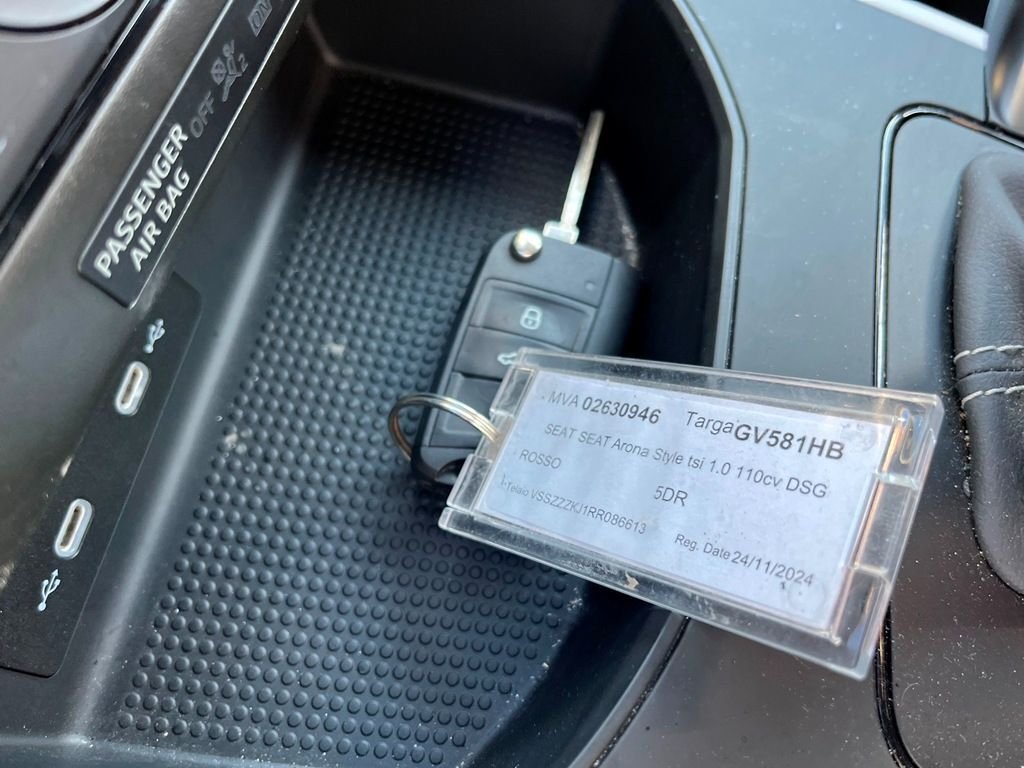 PASSENGER
AIR BAG
OFF
2
ON
MVA 02630946 Targa GV581HB
SEAT SEAT Arona Style tsi 1.0 110cv DSG
ROSSO
5DR
Telaio VSSZZZKJ1RR086613
Reg. Date 24/11/2024